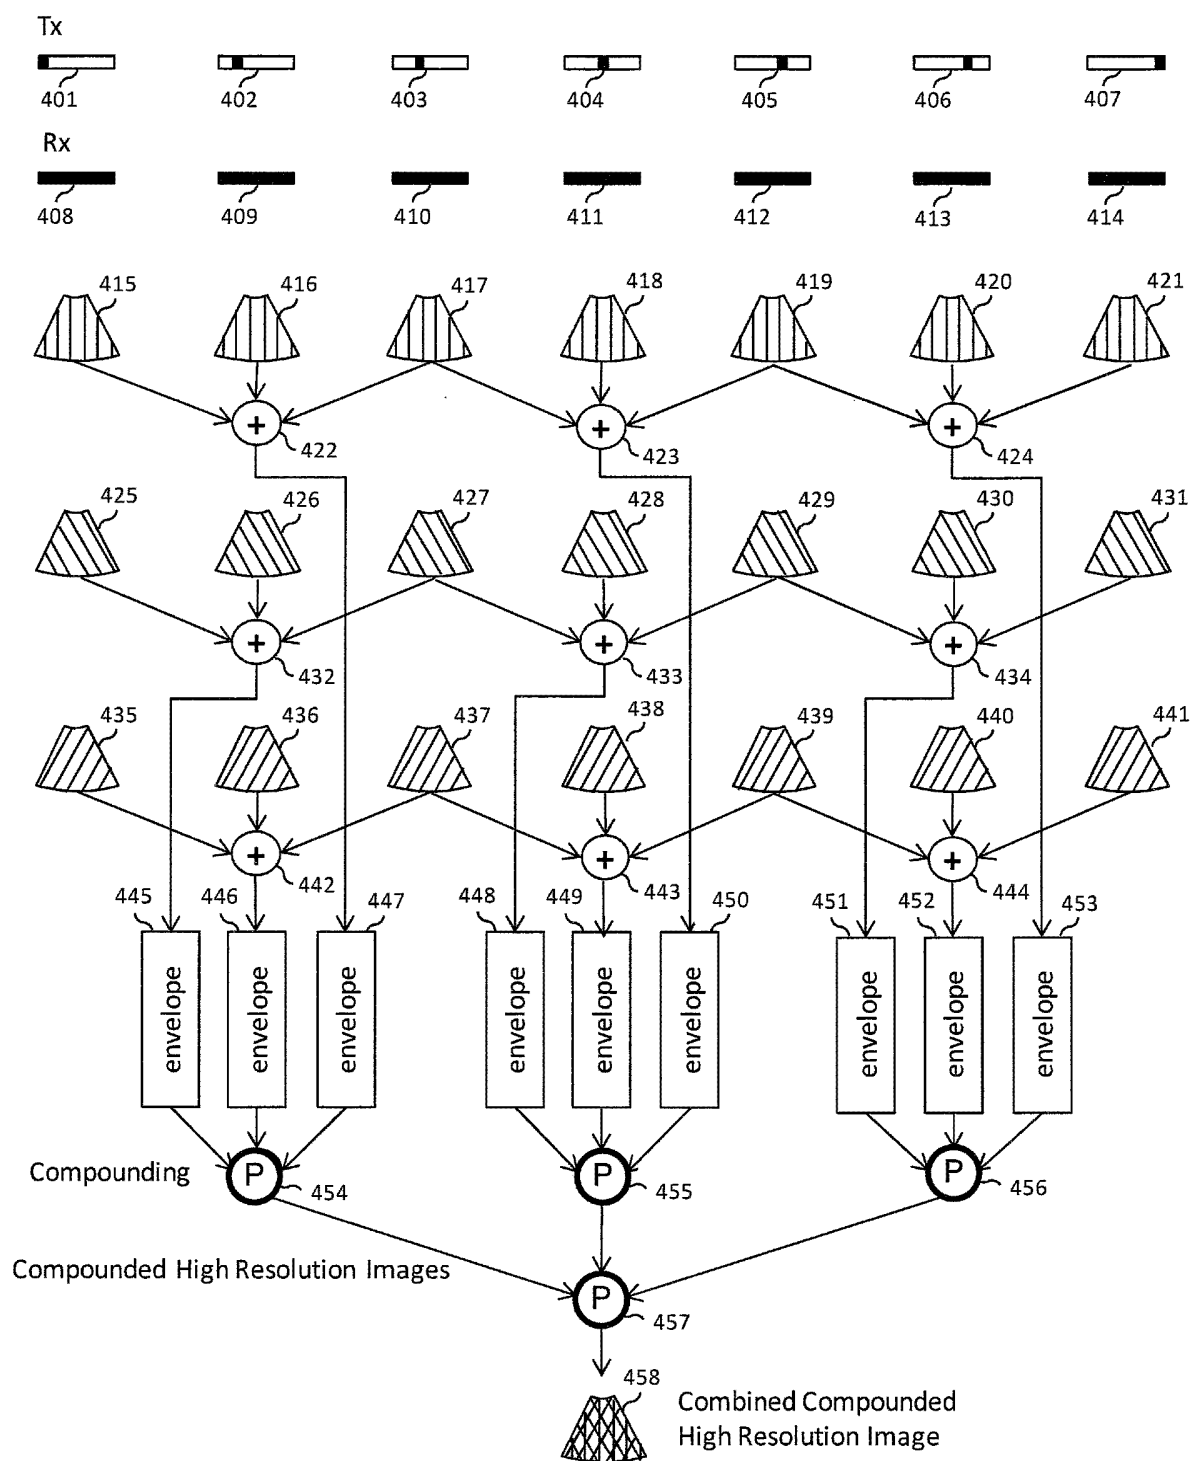 Tx
401 402 403 404 405 406 407
Rx
408 409 410 411 412 413 414
415 416 417 418 419 420 421
+ + +
422 423 424
425 426 427 428 429 430 431
+ + +
432 433 434
435 436 437 438 439 440 441
+ + +
442 443 444
445 446 447 448 449 450 451 452 453
envelope envelope envelope envelope envelope envelope envelope envelope envelope
Compounding P P P
454 455 456
Compounded High Resolution Images
P
457
458
Combined Compounded
High Resolution Image